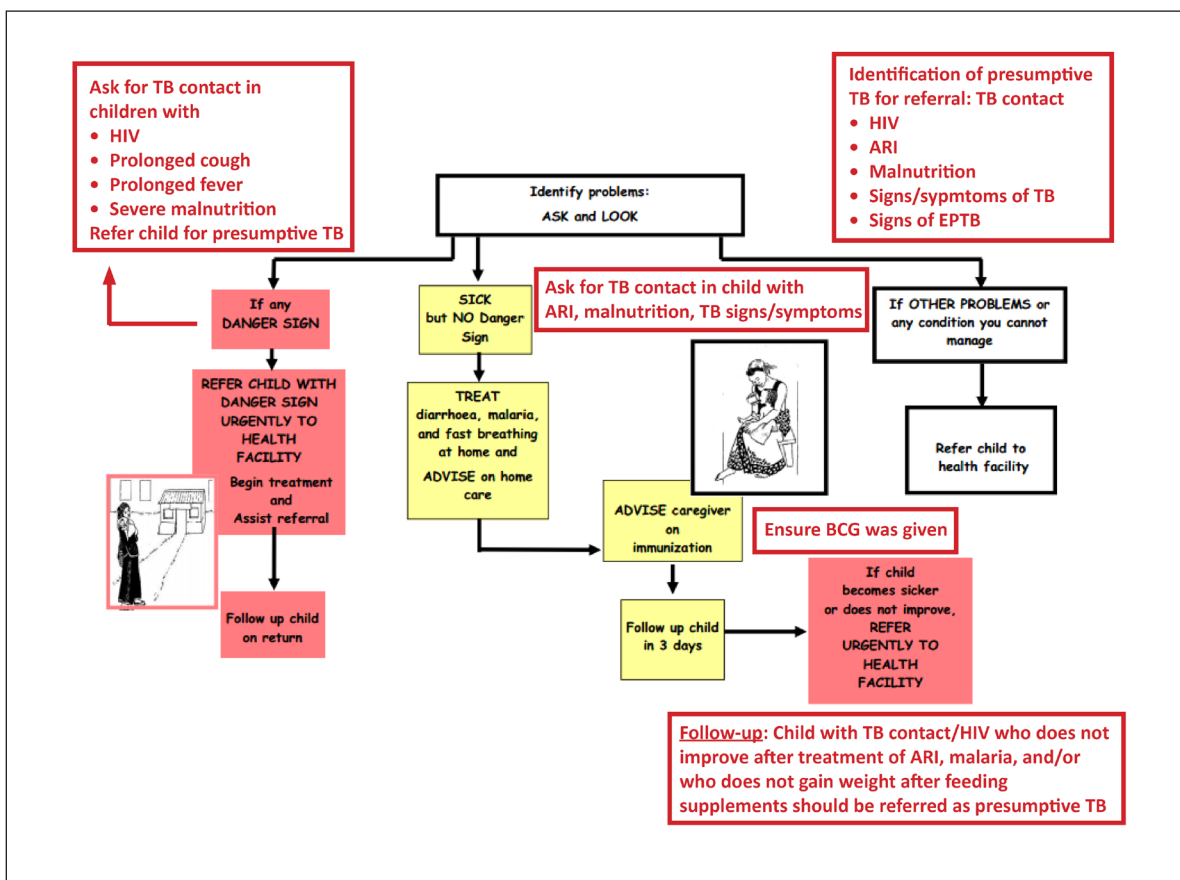 Ask for TB contact in
children with
• HIV
• Prolonged cough
• Prolonged fever
• Severe malnutrition
Refer child for presumptive TB
Identification of presumptive
TB for referral: TB contact
• HIV
• ARI
• Malnutrition
• Signs/sypmtoms of TB
• Signs of EPTB
Identify problems:
ASK and LOOK
If any
DANGER SIGN
SICK
but NO Danger
Sign
Ask for TB contact in child with
ARI, malnutrition, TB signs/symptoms
If OTHER PROBLEMS or
any condition you cannot
manage
REFER CHILD WITH
DANGER SIGN
URGENTLY TO
HEALTH
FACILITY
Begin treatment
and
Assist referral
TREAT
diarrhoea, malaria,
and fast breathing
at home and
ADVISE on home
care
Refer child to
health facility
ADVISE caregiver
on
immunization
Ensure BCG was given
Follow up child
on return
Follow up child
in 3 days
If child
becomes sicker
or does not improve,
REFER
URGENTLY TO
HEALTH
FACILITY
Follow-up: Child with TB contact/HIV who does not
improve after treatment of ARI, malaria, and/or
who does not gain weight after feeding
supplements should be referred as presumptive TB